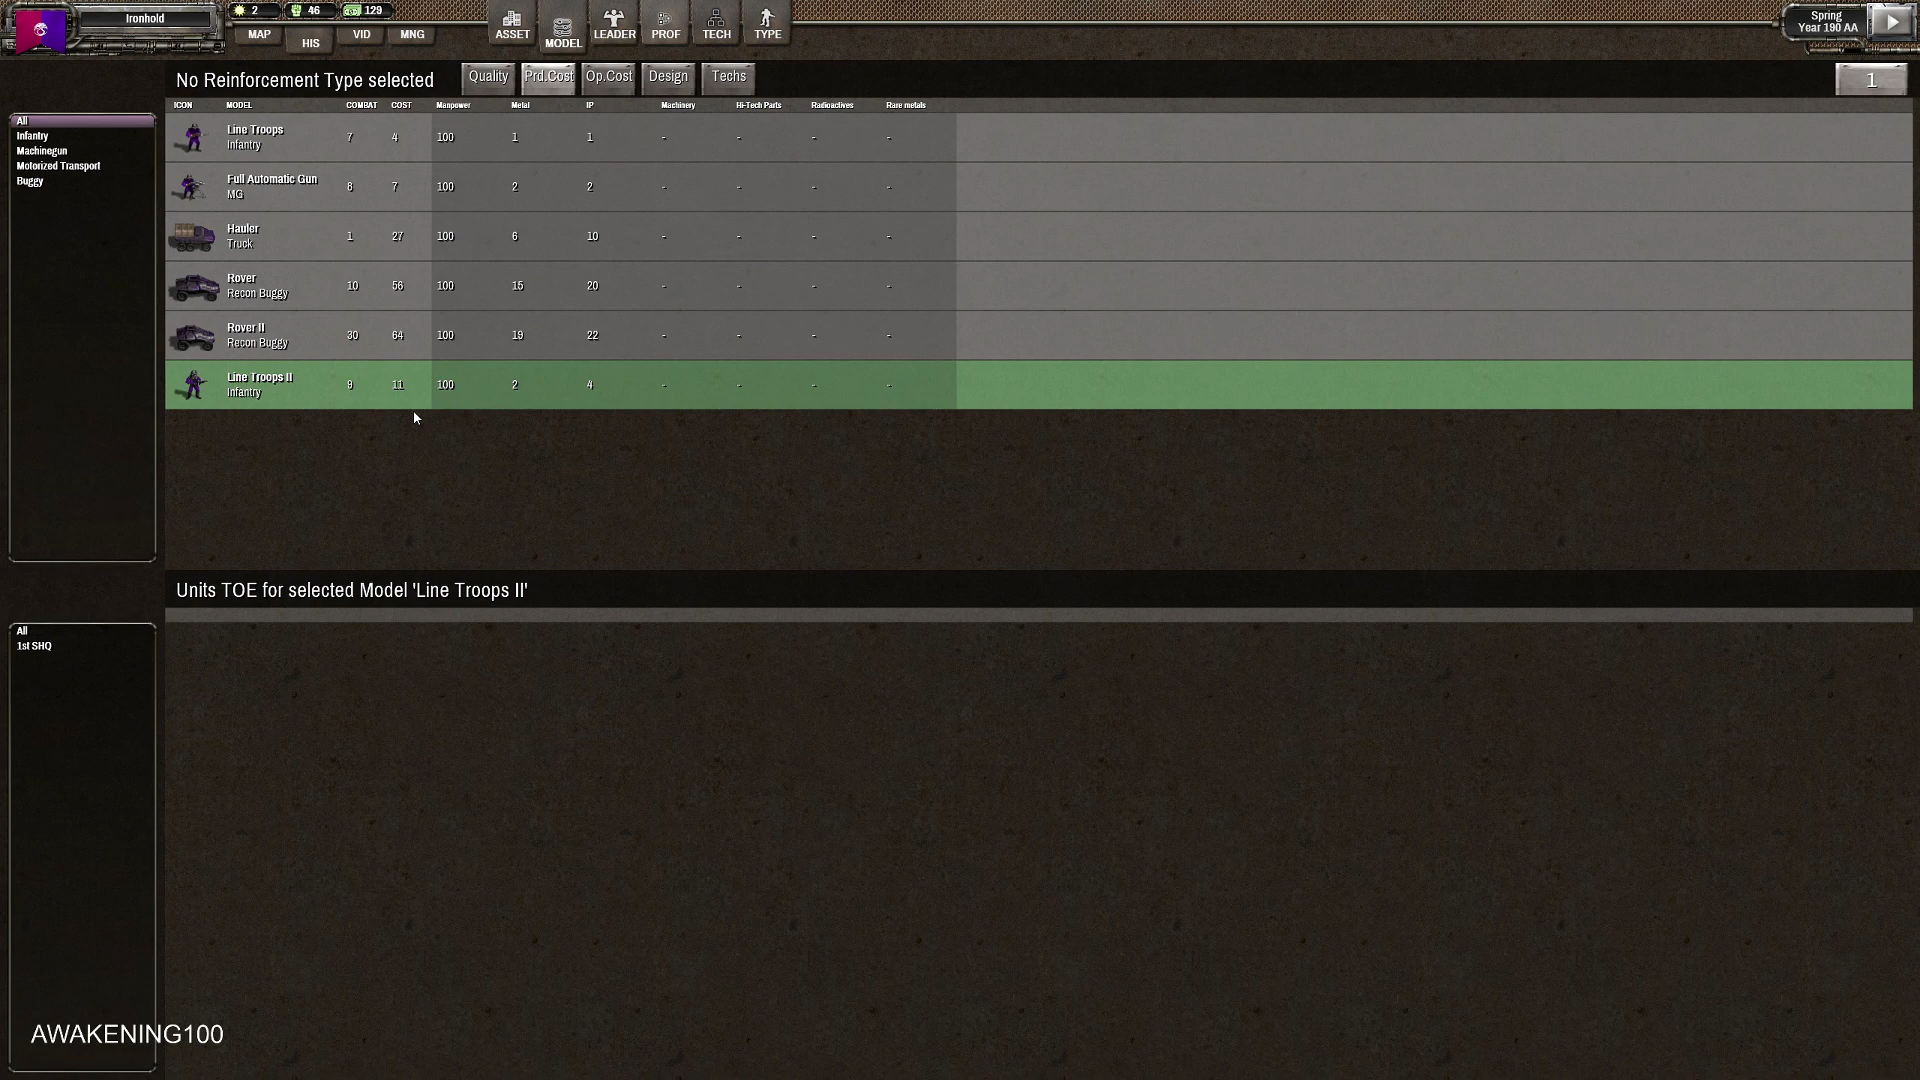 Ironhold
2 46 129
MAP HIS VID MNG
ASSET MODEL LEADER PROF TECH TYPE
Spring
Year 190 AA
No Reinforcement Type selected
Quality Prd.Cost Op.Cost Design Techs
1
All
Infantry
Machinegun
Motorized Transport
Buggy
ICON MODEL COMBAT COST Manpower Metal IP Machinery Hi-Tech Parts Radioactives Rare metals
Line Troops
Infantry
7 4 100 1 1 - - - -
Full Automatic Gun
MG
8 7 100 2 2 - - - -
Hauler
Truck
1 27 100 6 10 - - - -
Rover
Recon Buggy
10 56 100 15 20 - - - -
Rover II
Recon Buggy
30 64 100 19 22 - - - -
Line Troops II
Infantry
9 11 100 2 4 - - - -
Units TOE for selected Model 'Line Troops II'
All
1st SHQ
AWAKENING100